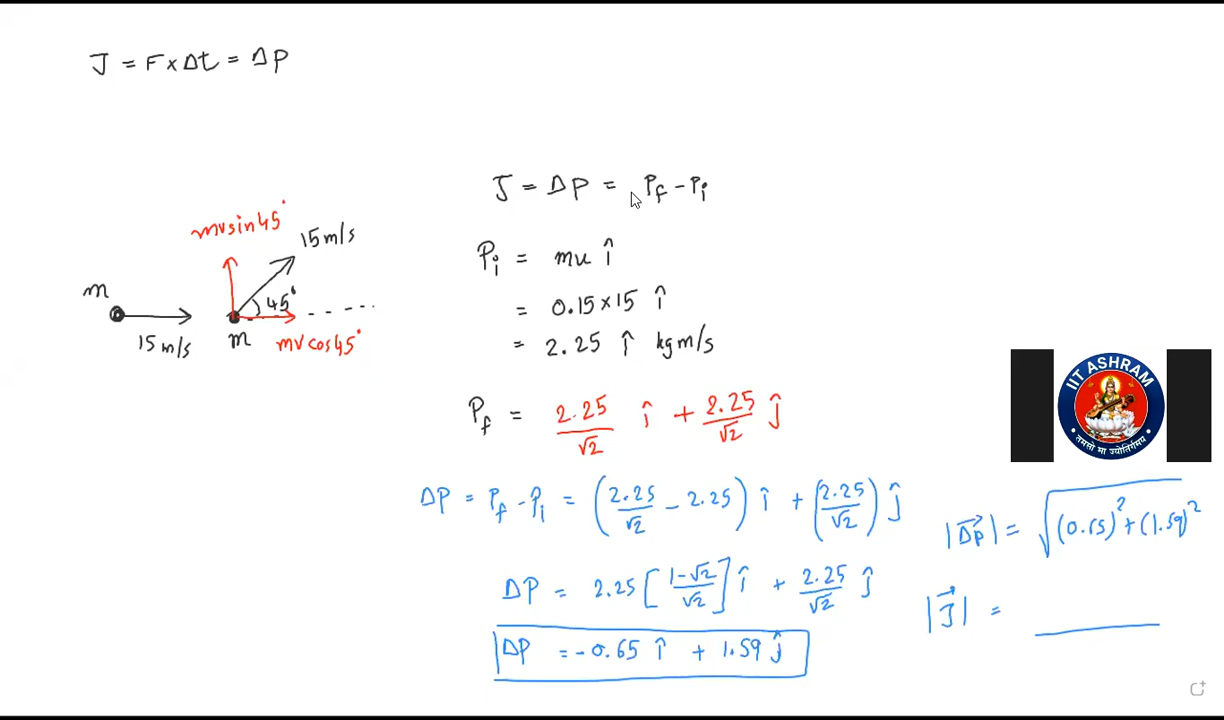 J = F × Δt = Δp
J = Δp = Pf - Pi
mvsin45°
15m/s
m
45°
15 m/s
m
mvcos45°
Pi = mu î
= 0.15×15 î
= 2.25 î kgm/s
Pf = 2.25/√2 î + 2.25/√2 ĵ
ΔP = Pf - Pi = (2.25/√2 - 2.25) î + (2.25/√2) ĵ
|Δp⃗| = √(0.65)² + (1.59)²
ΔP = 2.25 [1-√2/√2] î + 2.25/√2 ĵ
|J⃗| =
ΔP = -0.65 î + 1.59 ĵ
IIT ASHRAM
• तमसो मा ज्योतिर्गमय •